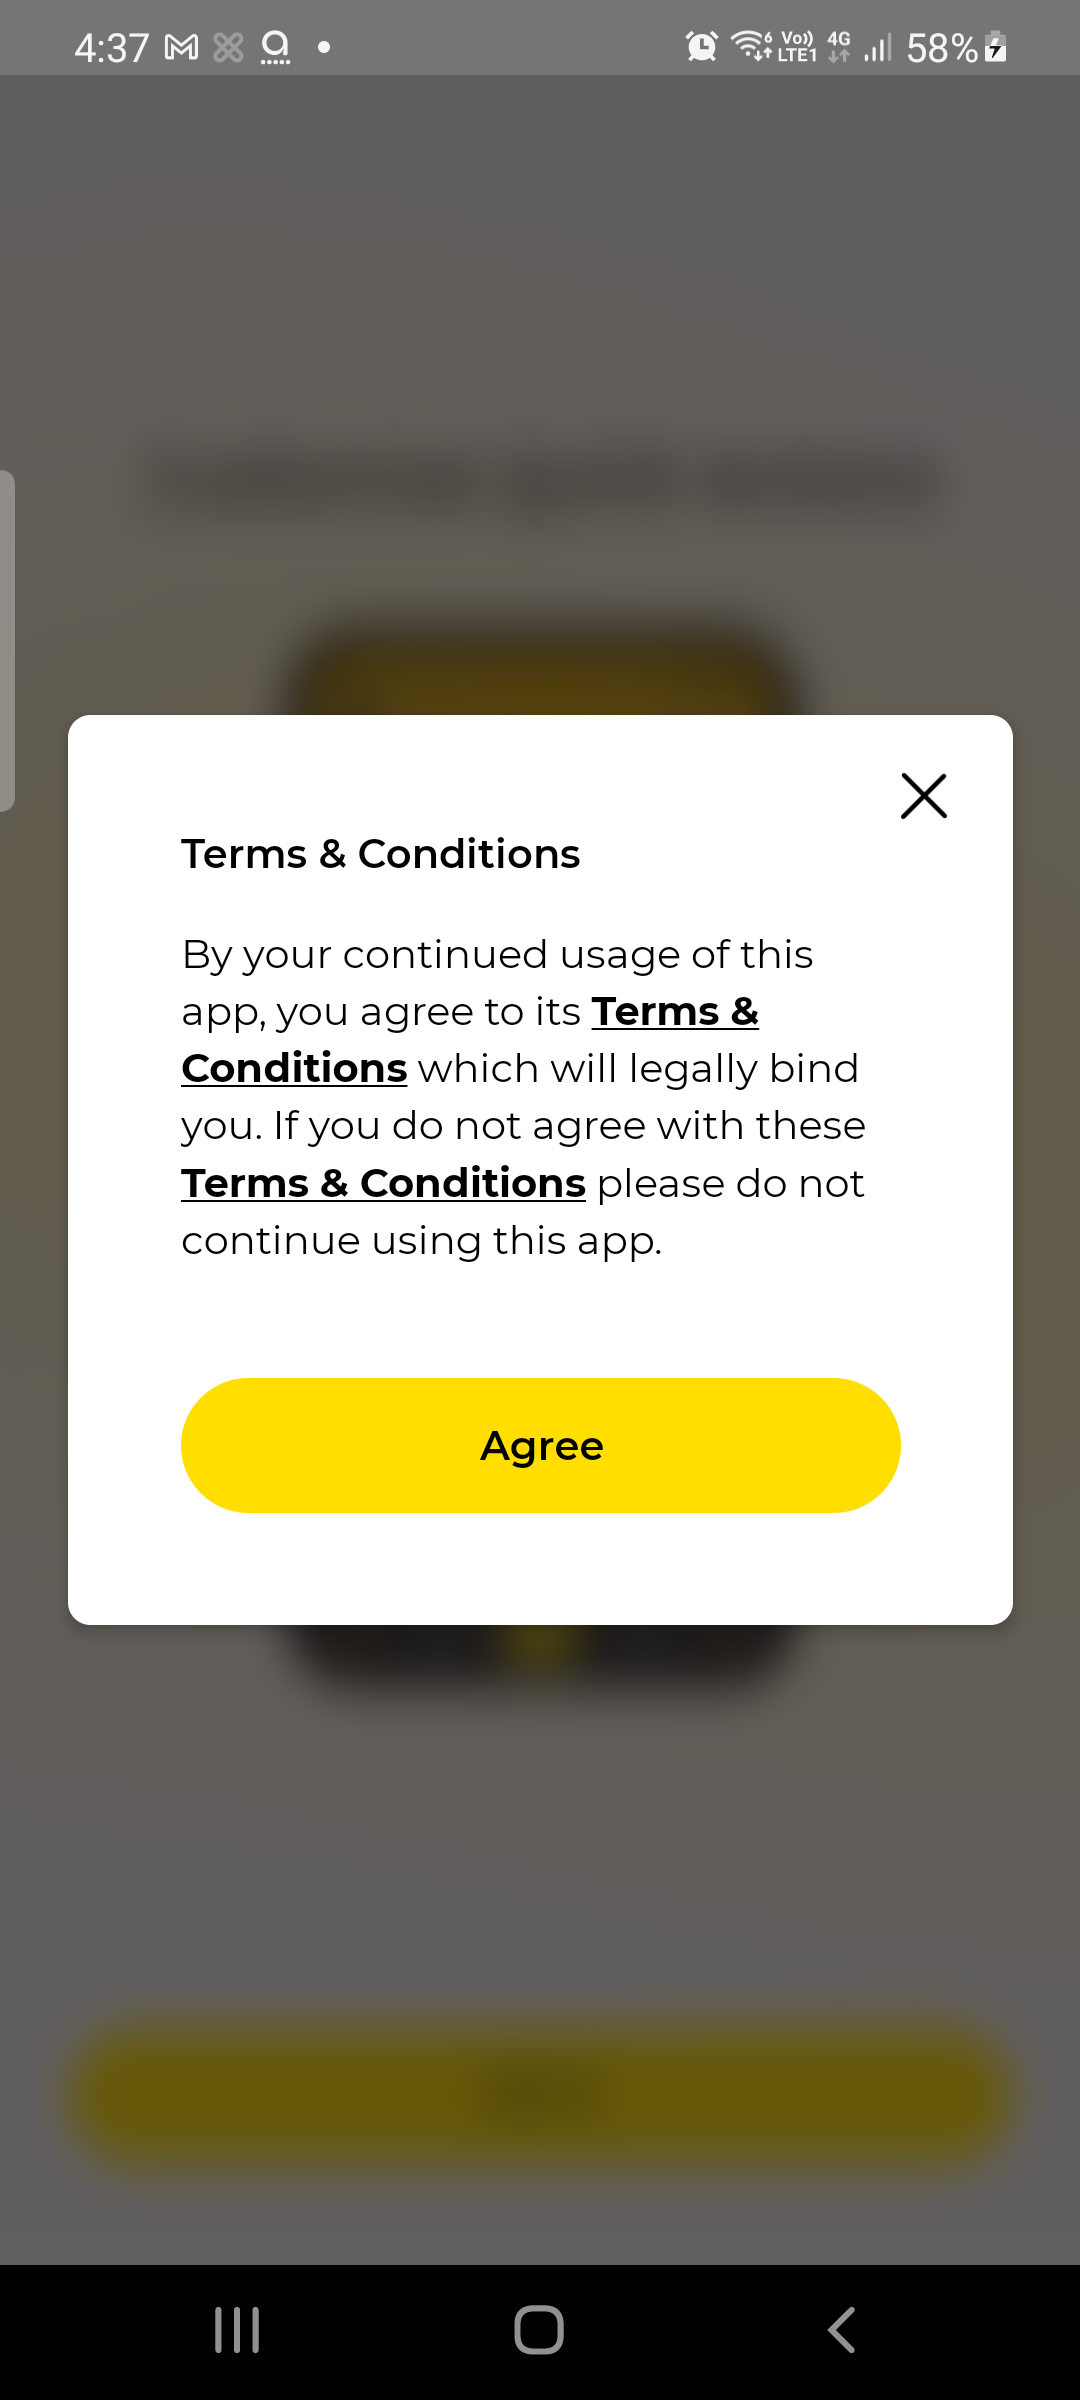 4:37
6 Vo)) 4G 58%
LTE1
Terms & Conditions
By your continued usage of this
app, you agree to its Terms &
Conditions which will legally bind
you. If you do not agree with these
Terms & Conditions please do not
continue using this app.
Agree